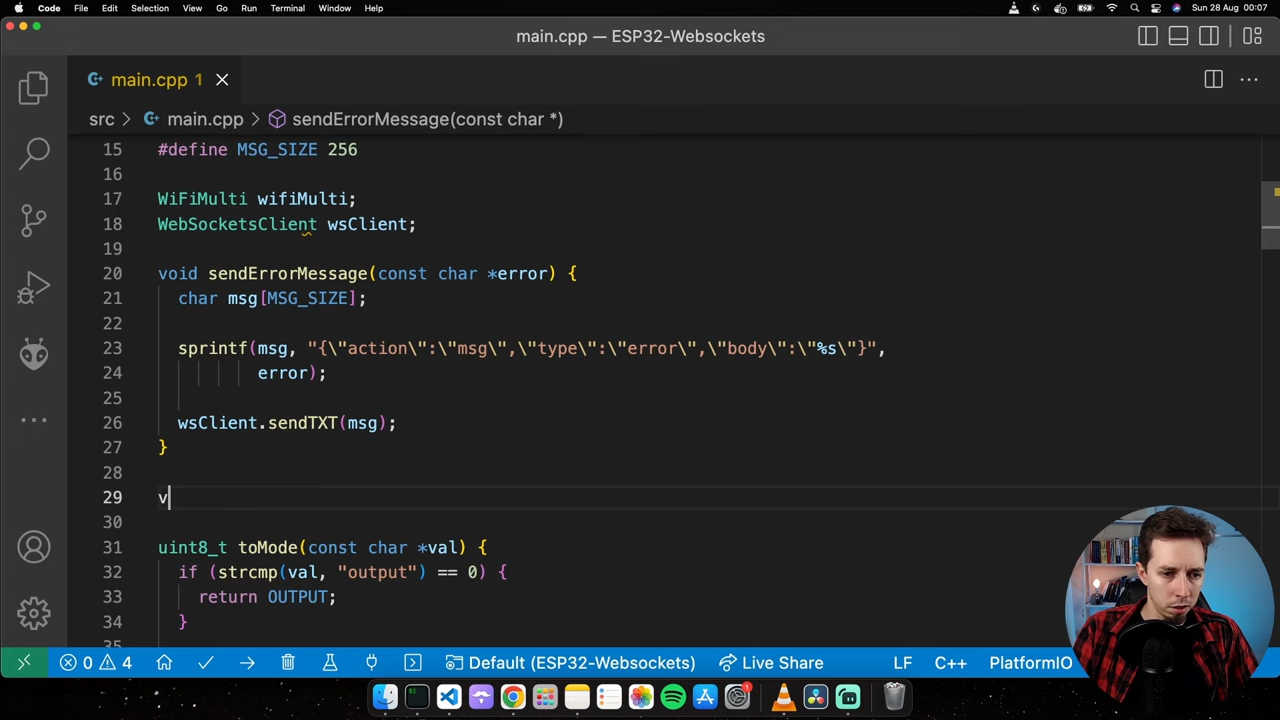 Code File Edit Selection View Go Run Terminal Window Help Sun 28 Aug 00:07
main.cpp — ESP32-Websockets
main.cpp 1
src > main.cpp > sendErrorMessage(const char *)
15 #define MSG_SIZE 256
16
17 WiFiMulti wifiMulti;
18 WebSocketsClient wsClient;
19
20 void sendErrorMessage(const char *error) {
21 char msg[MSG_SIZE];
22
23 sprintf(msg, "{\"action\":\"msg\",\"type\":\"error\",\"body\":\"%s\"}",
24 error);
25
26 wsClient.sendTXT(msg);
27 }
28
29 v
30
31 uint8_t toMode(const char *val) {
32 if (strcmp(val, "output") == 0) {
33 return OUTPUT;
34 }
0 4 Default (ESP32-Websockets) Live Share LF C++ PlatformIO